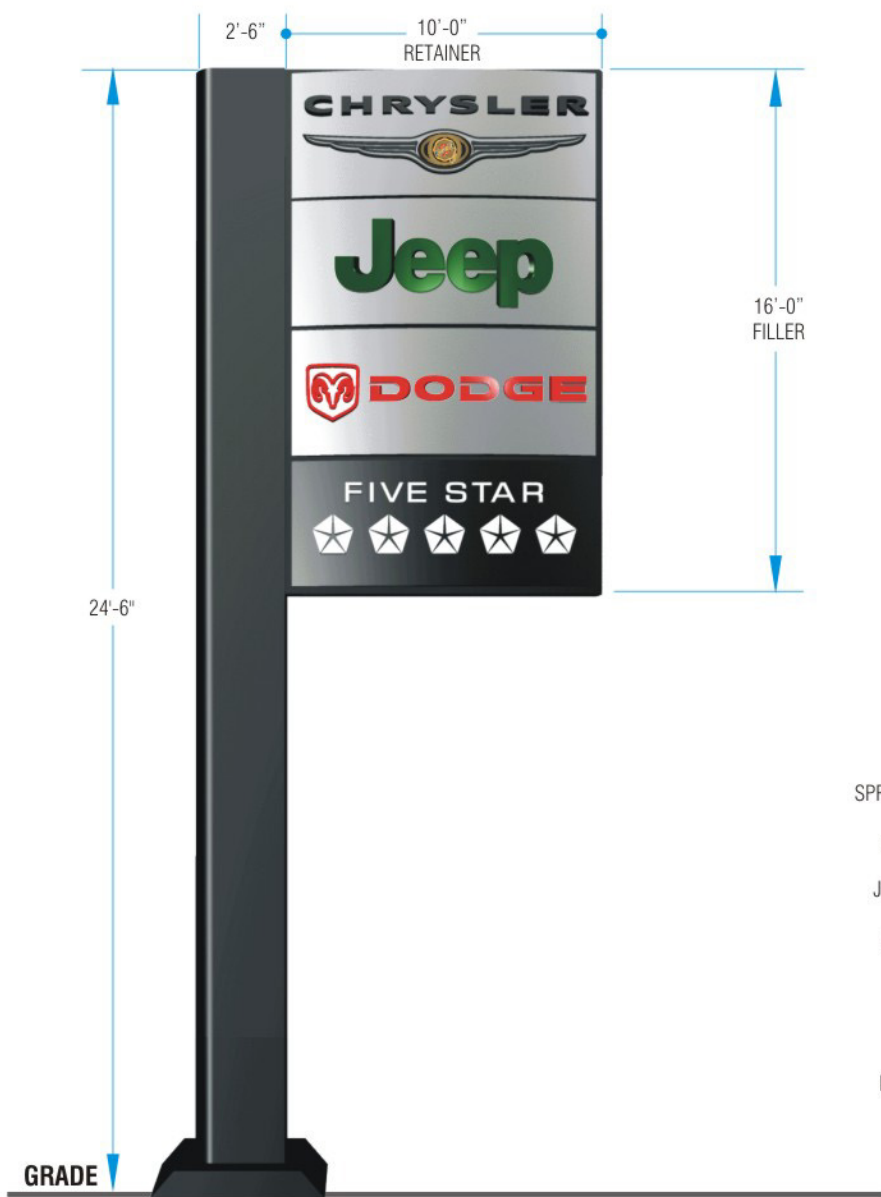 2'-6"
10'-0"
RETAINER
CHRYSLER
Jeep
DODGE
FIVE STAR
16'-0"
FILLER
24'-6"
GRADE